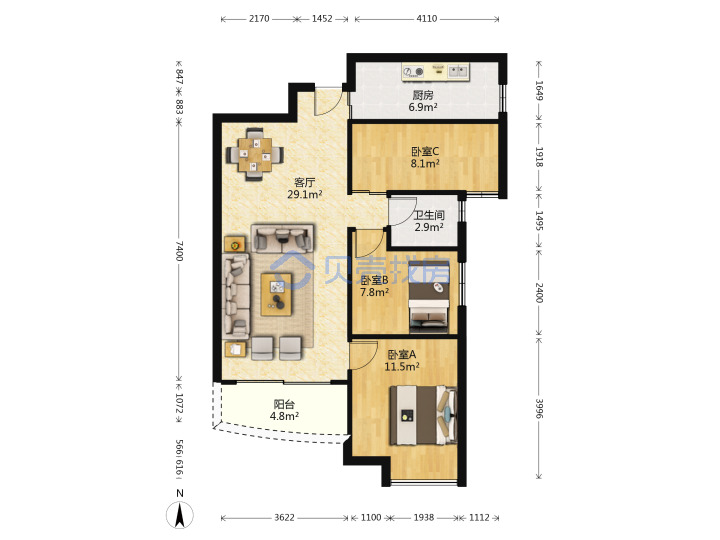 2170
1452
4110
847
883
7400
1072
566
616
1649
1918
1495
2400
3996
厨房
6.9m²
卧室C
8.1m²
客厅
29.1m²
卫生间
2.9m²
贝壳找房
卧室B
7.8m²
卧室A
11.5m²
阳台
4.8m²
N
3622
1100
1938
1112